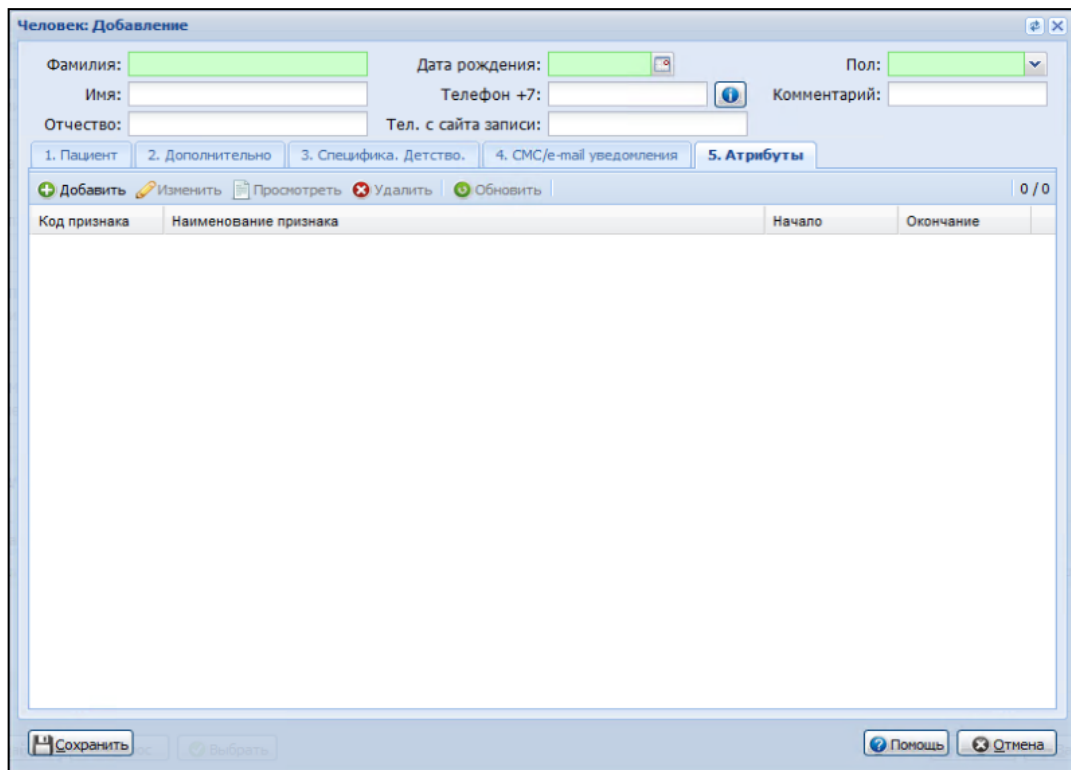 Человек: Добавление
Фамилия: Дата рождения: Пол:
Имя: Телефон +7: Комментарий:
Отчество: Тел. с сайта записи:
1. Пациент 2. Дополнительно 3. Специфика. Детство. 4. СМС/e-mail уведомления 5. Атрибуты
Добавить Изменить Просмотреть Удалить Обновить 0 / 0
Код признака Наименование признака Начало Окончание
Сохранить Выбрать Помощь Отмена